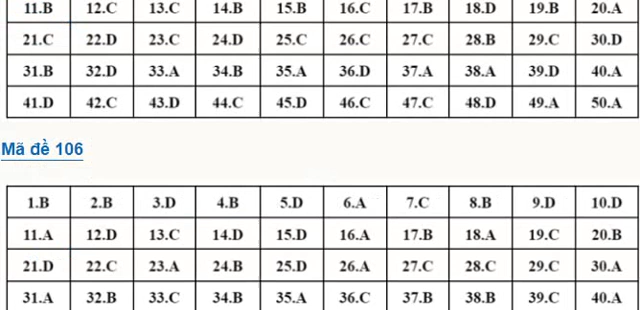 11.B 12.C 13.C 14.B 15.B 16.C 17.B 18.D 19.B 20.A
21.C 22.D 23.C 24.D 25.C 26.C 27.C 28.B 29.C 30.D
31.B 32.D 33.A 34.B 35.A 36.D 37.A 38.A 39.D 40.A
41.D 42.C 43.D 44.C 45.D 46.C 47.C 48.D 49.A 50.A
Mã đề 106
1.B 2.B 3.D 4.B 5.D 6.A 7.C 8.B 9.D 10.D
11.A 12.D 13.C 14.D 15.D 16.A 17.B 18.A 19.C 20.B
21.D 22.C 23.A 24.B 25.D 26.A 27.C 28.C 29.C 30.A
31.A 32.B 33.C 34.B 35.A 36.C 37.B 38.B 39.C 40.A